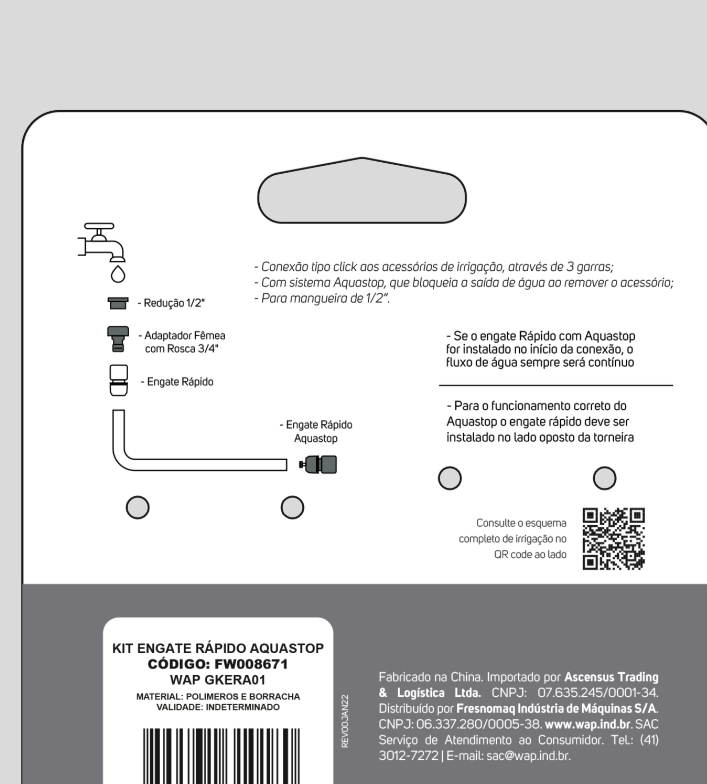 - Conexão tipo click aos acessórios de irrigação, através de 3 garras;
- Com sistema Aquastop, que bloqueia a saída de água ao remover o acessório;
- Para mangueira de 1/2”.
- Redução 1/2"
- Adaptador Fêmea
com Rosca 3/4"
- Engate Rápido
- Engate Rápido
Aquastop
- Se o engate Rápido com Aquastop
for instalado no início da conexão, o
fluxo de água sempre será contínuo
- Para o funcionamento correto do
Aquastop o engate rápido deve ser
instalado no lado oposto da torneira
Consulte o esquema
completo de irrigação no
QR code ao lado
KIT ENGATE RÁPIDO AQUASTOP
CÓDIGO: FW008671
WAP GKERA01
MATERIAL: POLIMEROS E BORRACHA
VALIDADE: INDETERMINADO
REV00JAN22
Fabricado na China. Importado por Ascensus Trading
& Logística Ltda. CNPJ: 07.635.245/0001-34.
Distribuído por Fresnomaq Indústria de Máquinas S/A.
CNPJ: 06.337.280/0005-38. www.wap.ind.br. SAC
Serviço de Atendimento ao Consumidor. Tel.: (41)
3012-7272 | E-mail: sac@wap.ind.br.